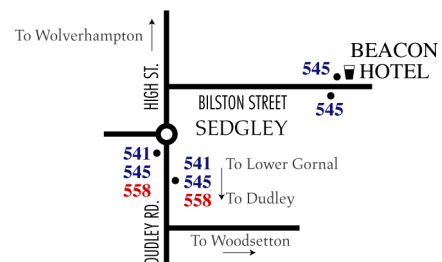 To Wolverhampton
BEACON
HOTEL
545
HIGH ST.
BILSTON STREET
545
SEDGLEY
541
545
558
541
545
558
To Lower Gornal
To Dudley
DUDLEY RD.
To Woodsetton